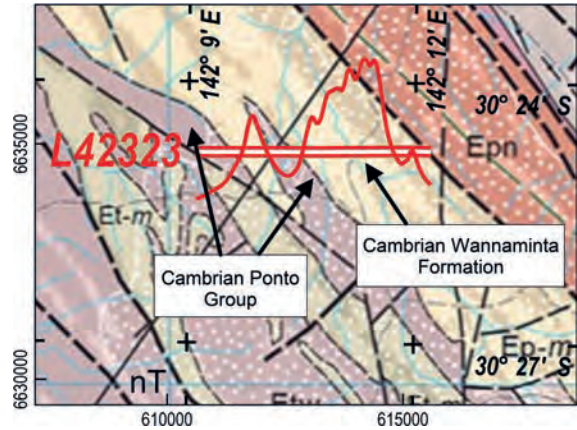 142° 9' E
142° 12' E
30° 24' S
6635000
L42323
Epn
Et-m
Cambrian Ponto
Group
Cambrian Wannaminta
Formation
Ep-m
30° 27' S
6630000
nT
610000
615000